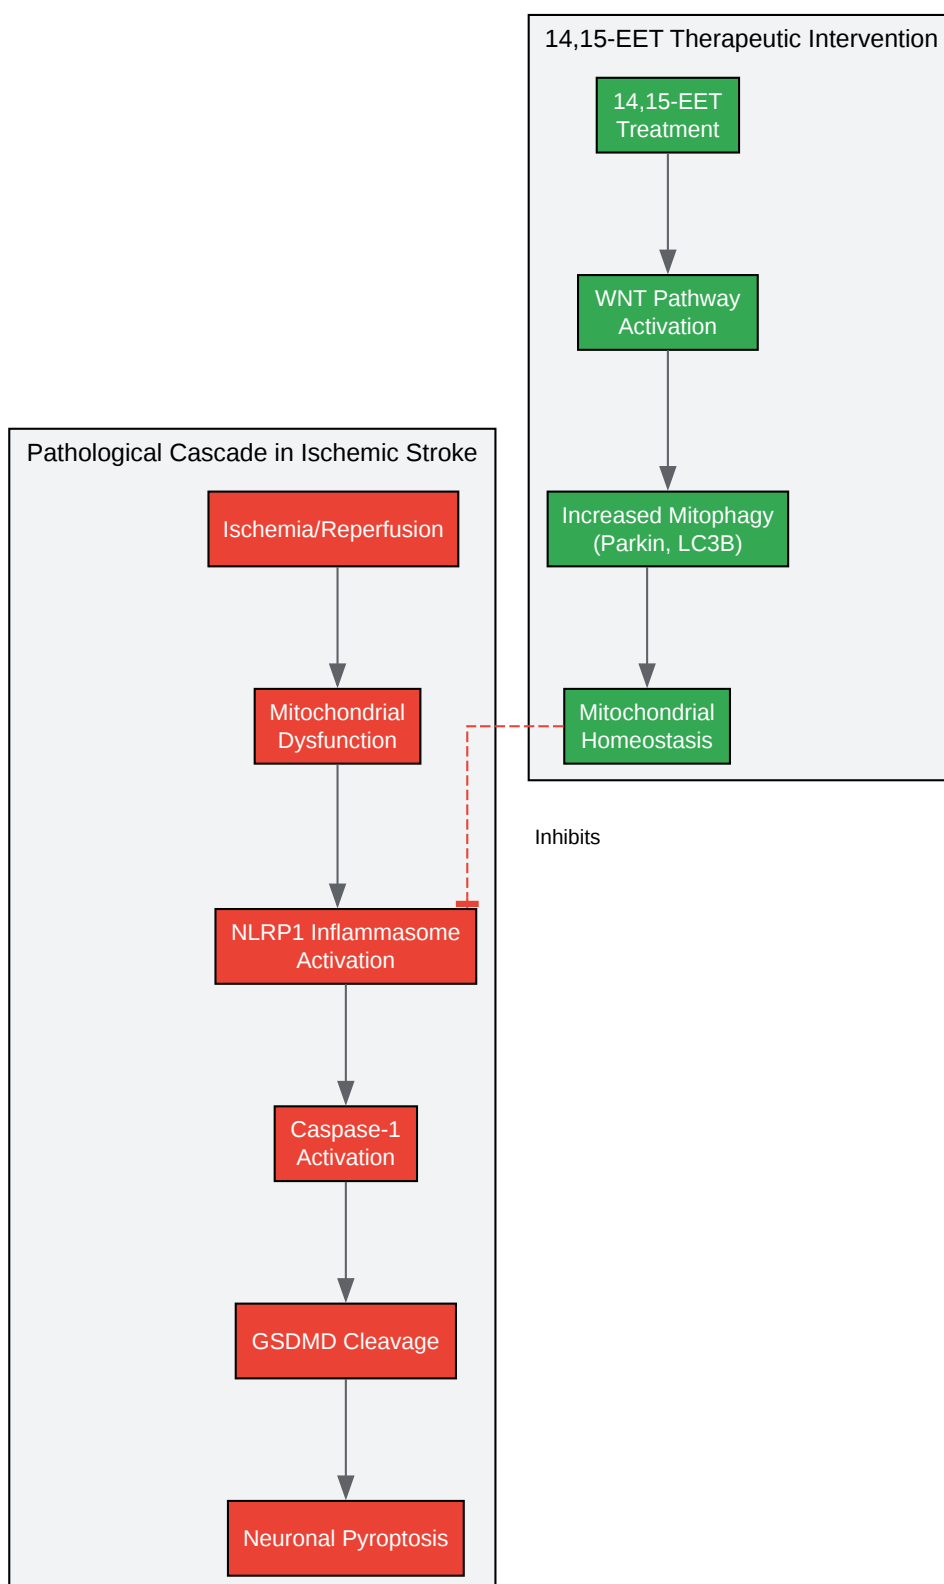 14,15-EET Therapeutic Intervention
14,15-EET
Treatment
WNT Pathway
Activation
Increased Mitophagy
(Parkin, LC3B)
Mitochondrial
Homeostasis
Inhibits
Pathological Cascade in Ischemic Stroke
Ischemia/Reperfusion
Mitochondrial
Dysfunction
NLRP1 Inflammasome
Activation
Caspase-1
Activation
GSDMD Cleavage
Neuronal Pyroptosis